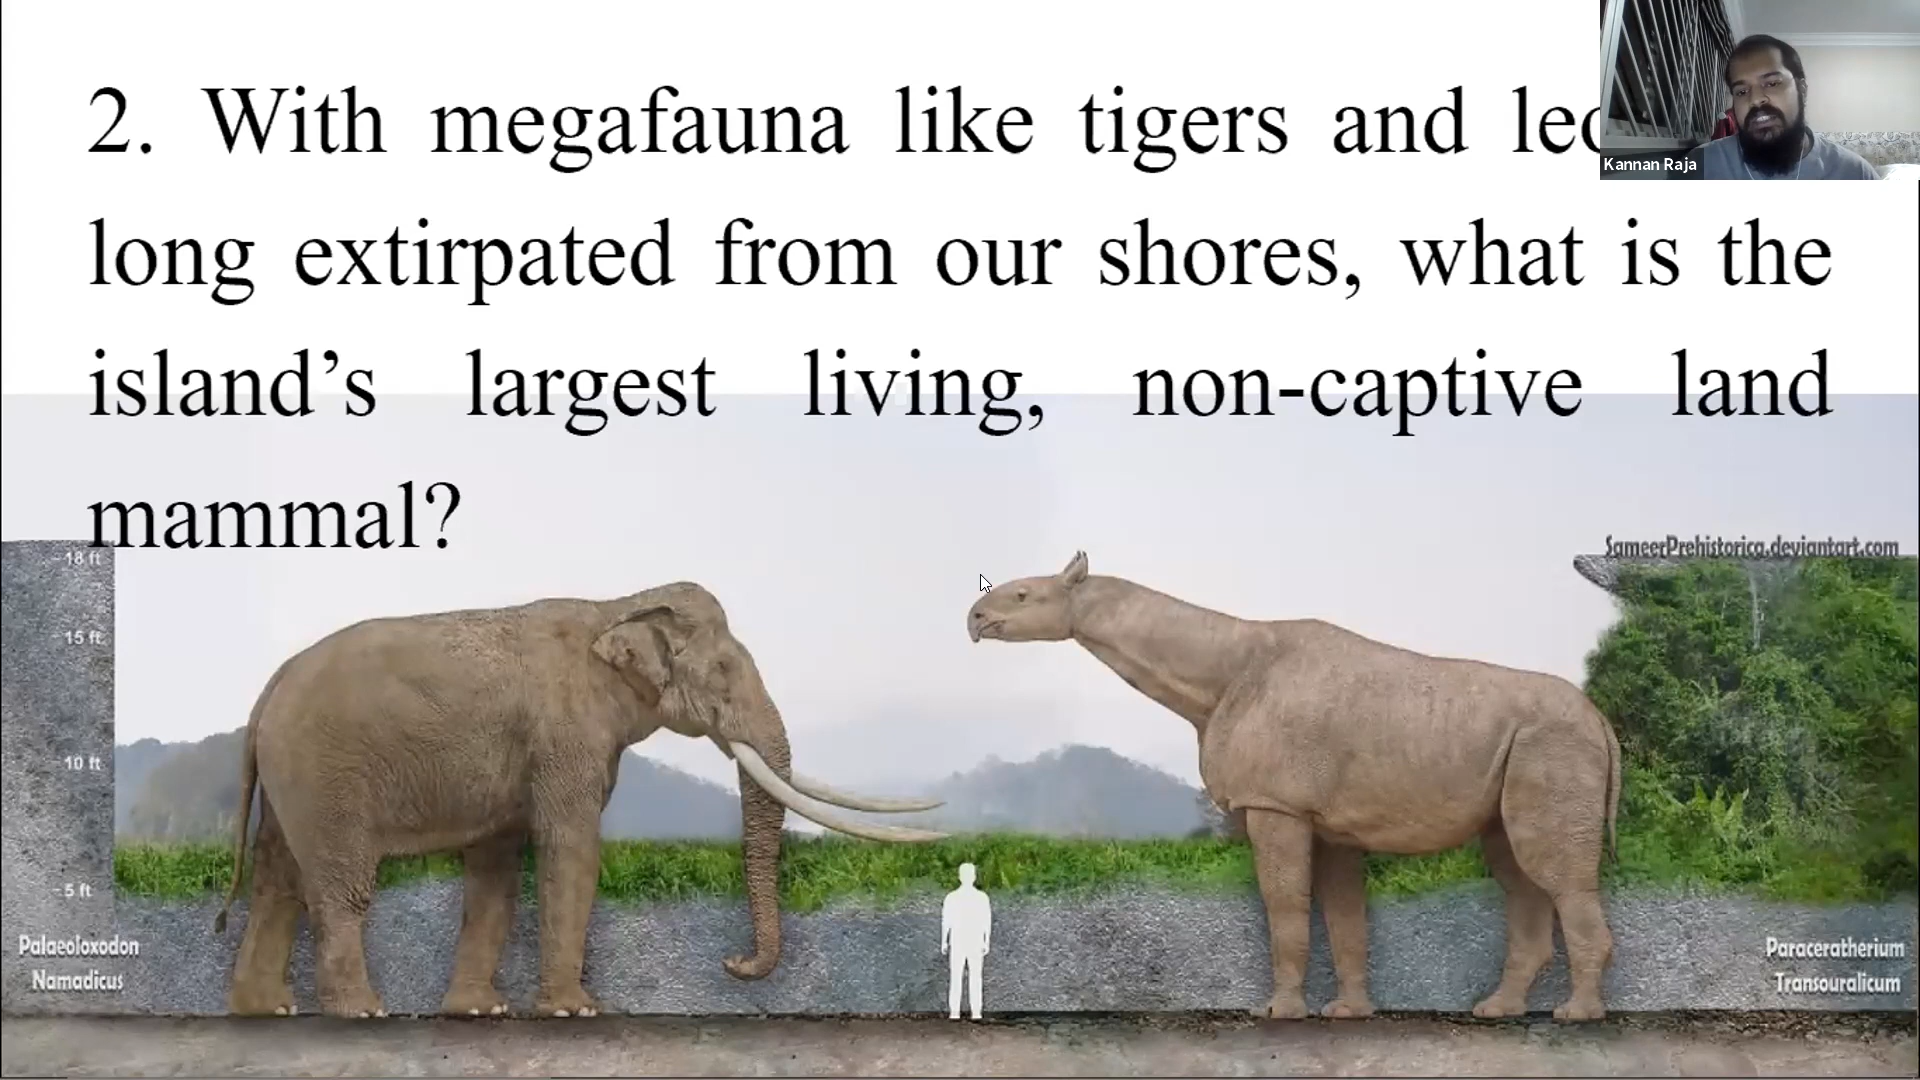 2. With megafauna like tigers and
long extirpated from our shores, what is the
island’s largest living, non-captive land
mammal?
Kannan Raja
SameerPrehistorica.deviantart.com
18 ft
15 ft
10 ft
5 ft
Palaeoloxodon
Namadicus
Paraceratherium
Transouralicum